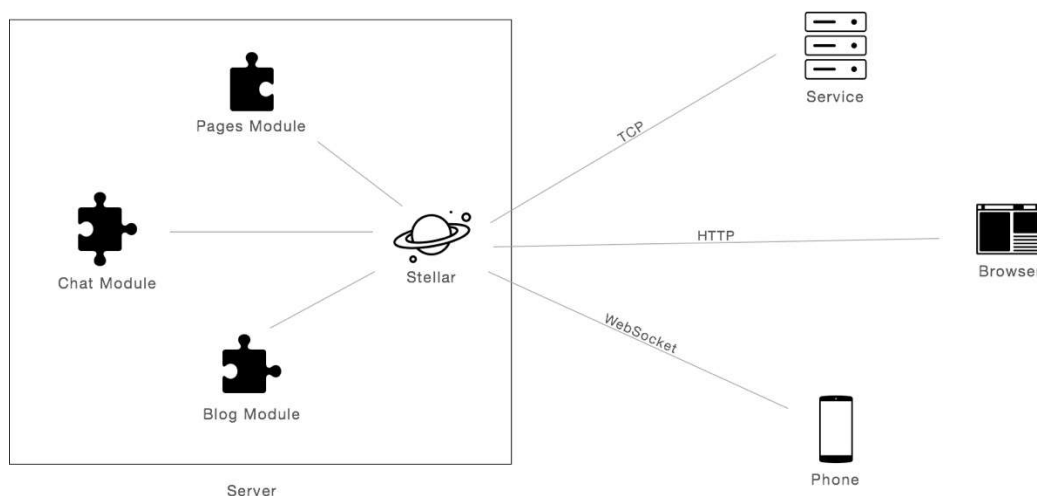 Service
Pages Module
TCP
HTTP
Chat Module
Stellar
Browser
WebSocket
Blog Module
Phone
Server